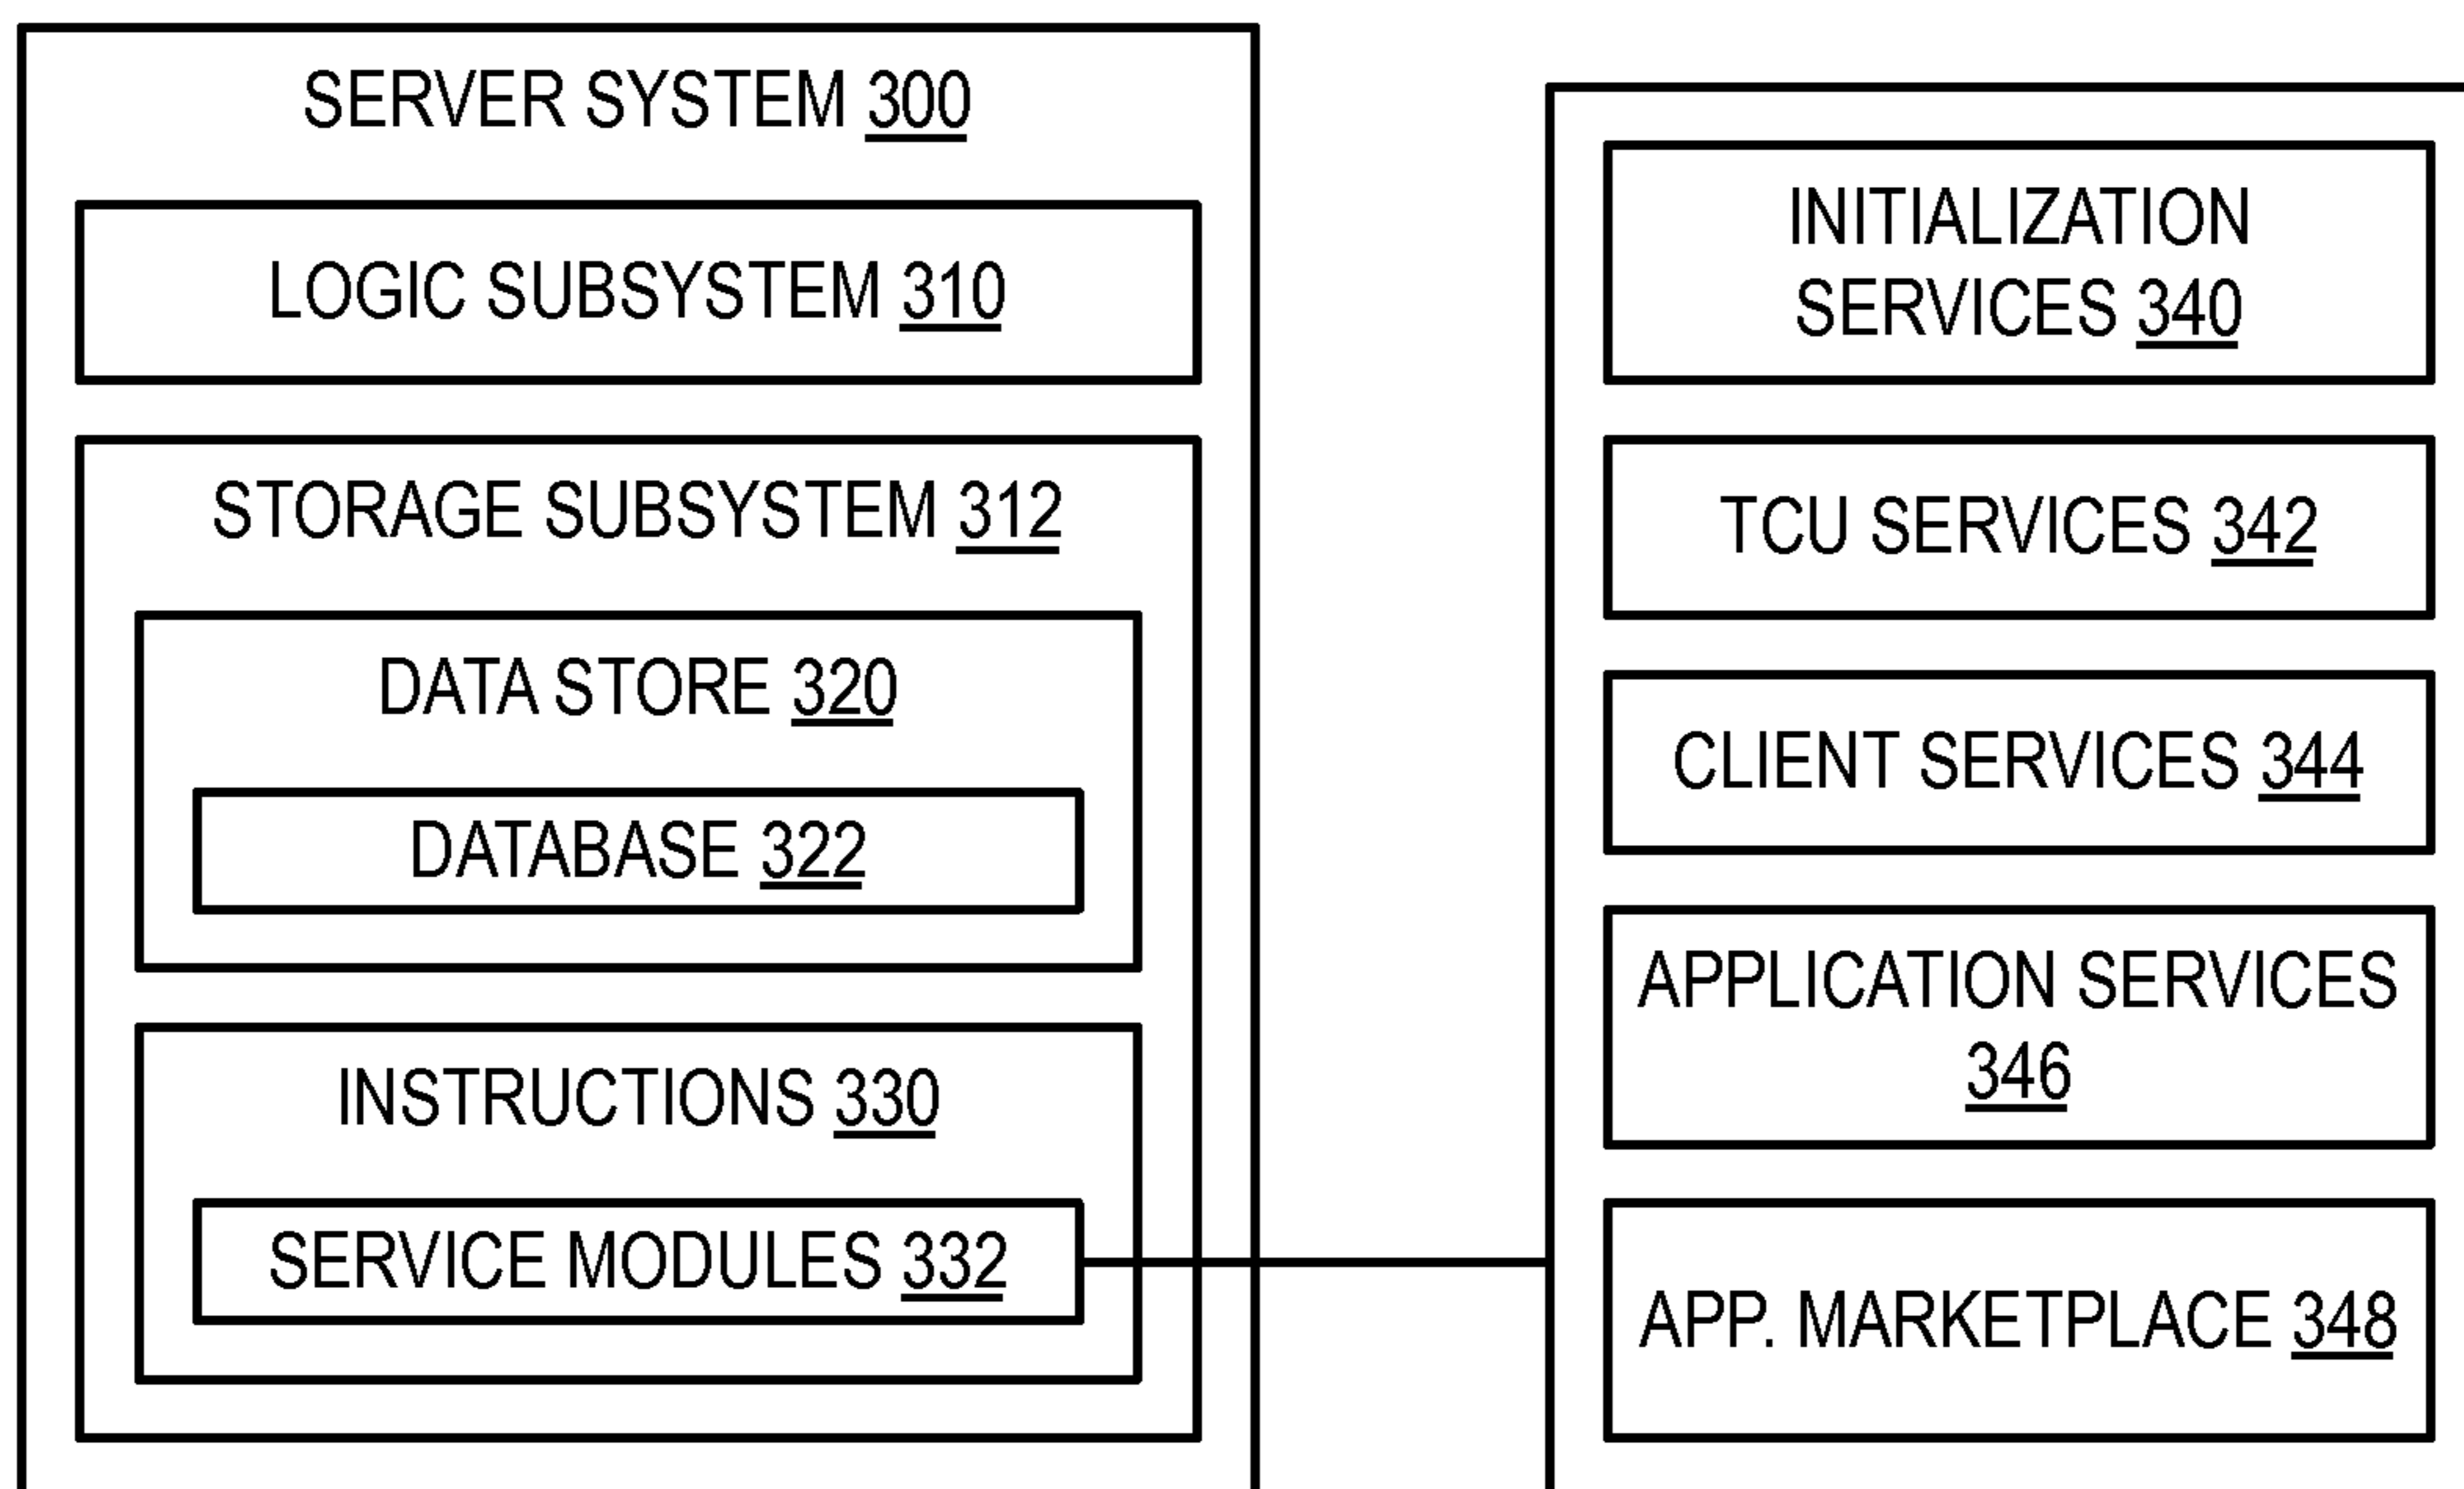 SERVER SYSTEM 300
LOGIC SUBSYSTEM 310
STORAGE SUBSYSTEM 312
DATA STORE 320
DATABASE 322
INSTRUCTIONS 330
SERVICE MODULES 332
INITIALIZATION
SERVICES 340
TCU SERVICES 342
CLIENT SERVICES 344
APPLICATION SERVICES
346
APP. MARKETPLACE 348